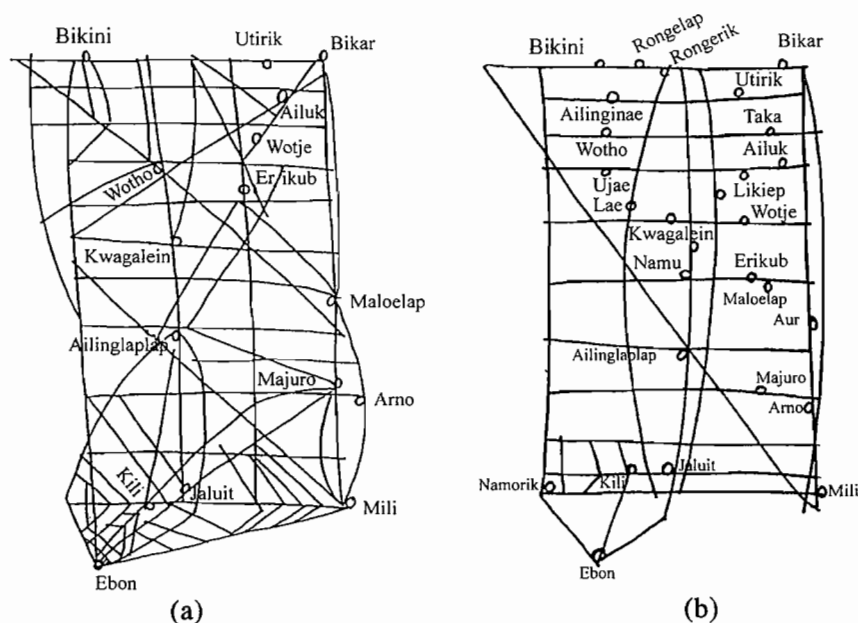 Bikini
Utirik
Bikar
Ailuk
Wotje
Erikub
Wotho
Kwagalein
Maloelap
Ailinglaplap
Majuro
Arno
Kili
Jaluit
Mili
Ebon
(a)
Bikini
Rongelap
Rongerik
Bikar
Utirik
Ailinginae
Taka
Wotho
Ailuk
Ujae
Likiep
Lae
Wotje
Kwagalein
Namu
Erikub
Maloelap
Aur
Ailinglaplap
Majuro
Arno
Jaluit
Namorik
Kili
Mili
Ebon
(b)